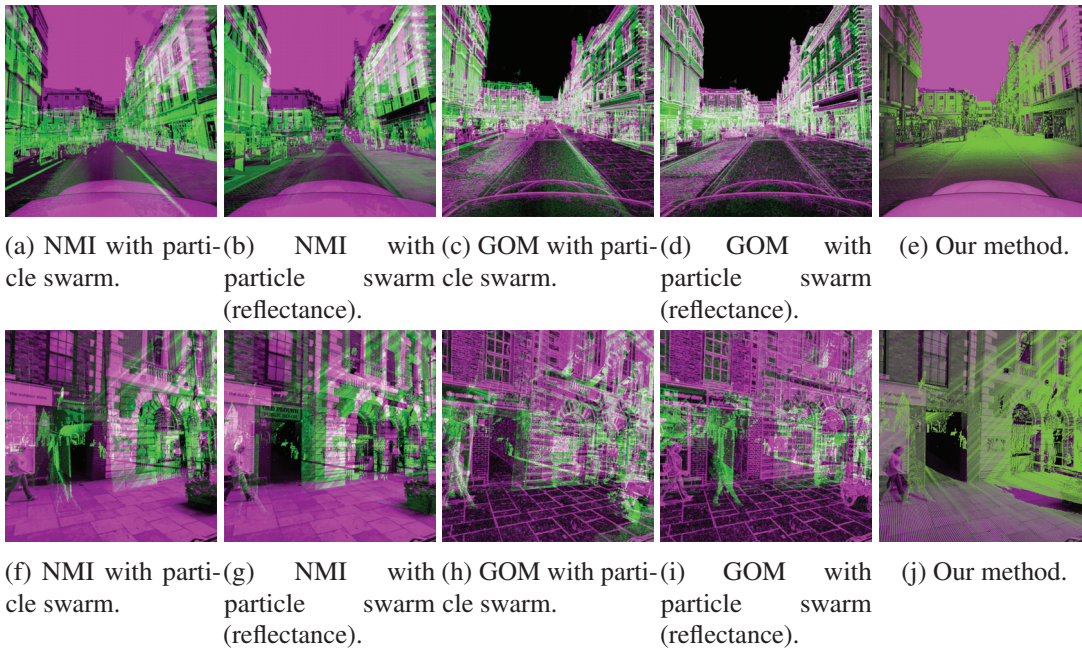 (a) NMI with parti-
cle swarm.
(b) NMI with
particle swarm
(reflectance).
(c) GOM with parti-
cle swarm.
(d) GOM with
particle swarm
(reflectance).
(e) Our method.
(f) NMI with parti-
cle swarm.
(g) NMI with
particle swarm
(reflectance).
(h) GOM with parti-
cle swarm.
(i) GOM with
particle swarm
(reflectance).
(j) Our method.